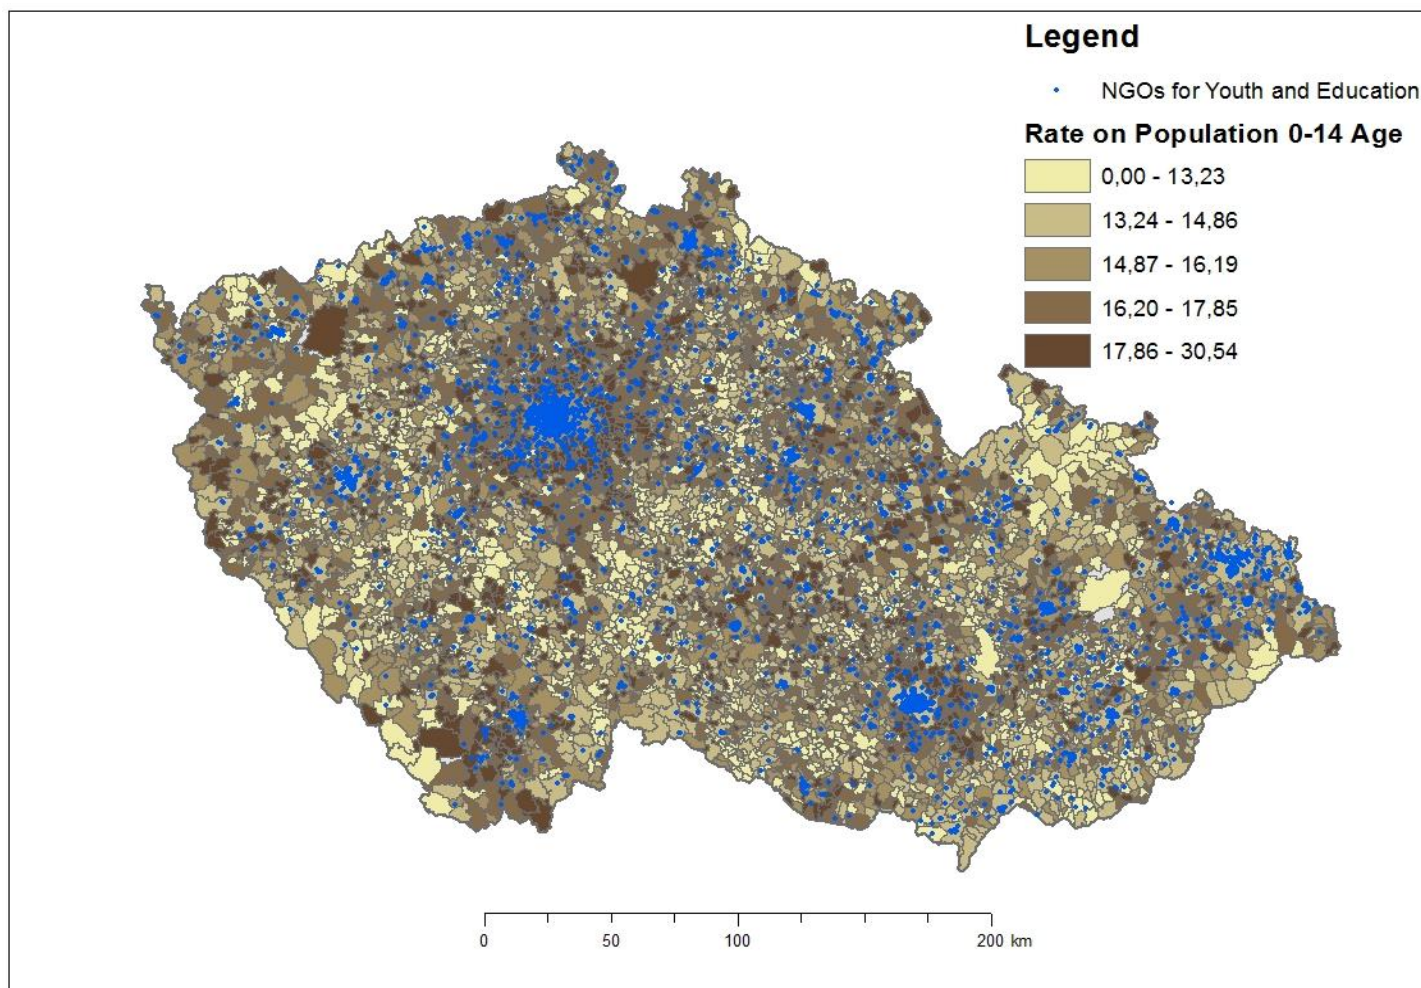 Legend
NGOs for Youth and Education
Rate on Population 0-14 Age
0,00 - 13,23
13,24 - 14,86
14,87 - 16,19
16,20 - 17,85
17,86 - 30,54
0 50 100 200 km